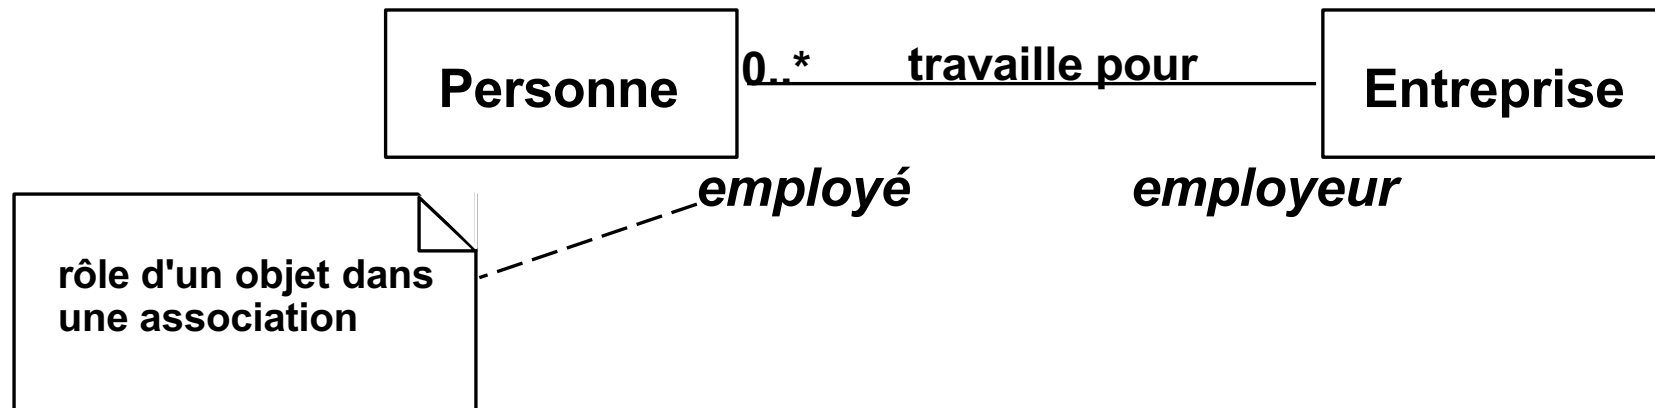 Personne
0..*
travaille pour
Entreprise
employé
employeur
rôle d'un objet dans
une association